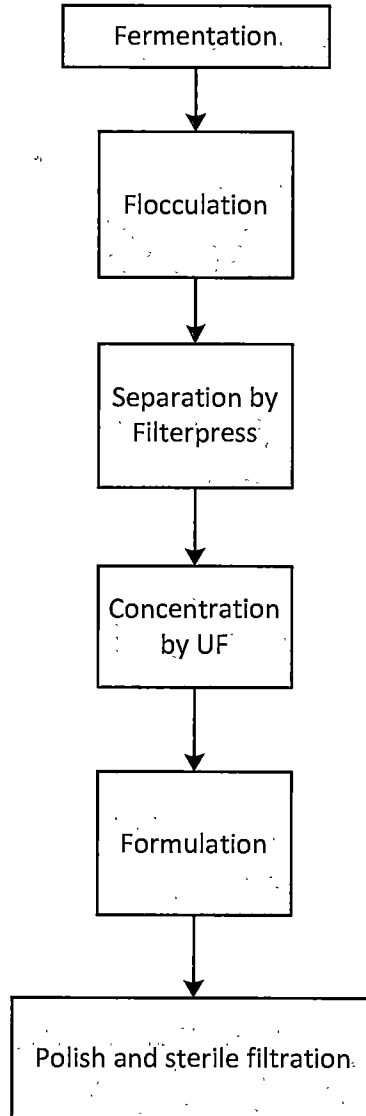 Fermentation
Flocculation
Separation by
Filterpress
Concentration
by UF
Formulation
Polish and sterile filtration